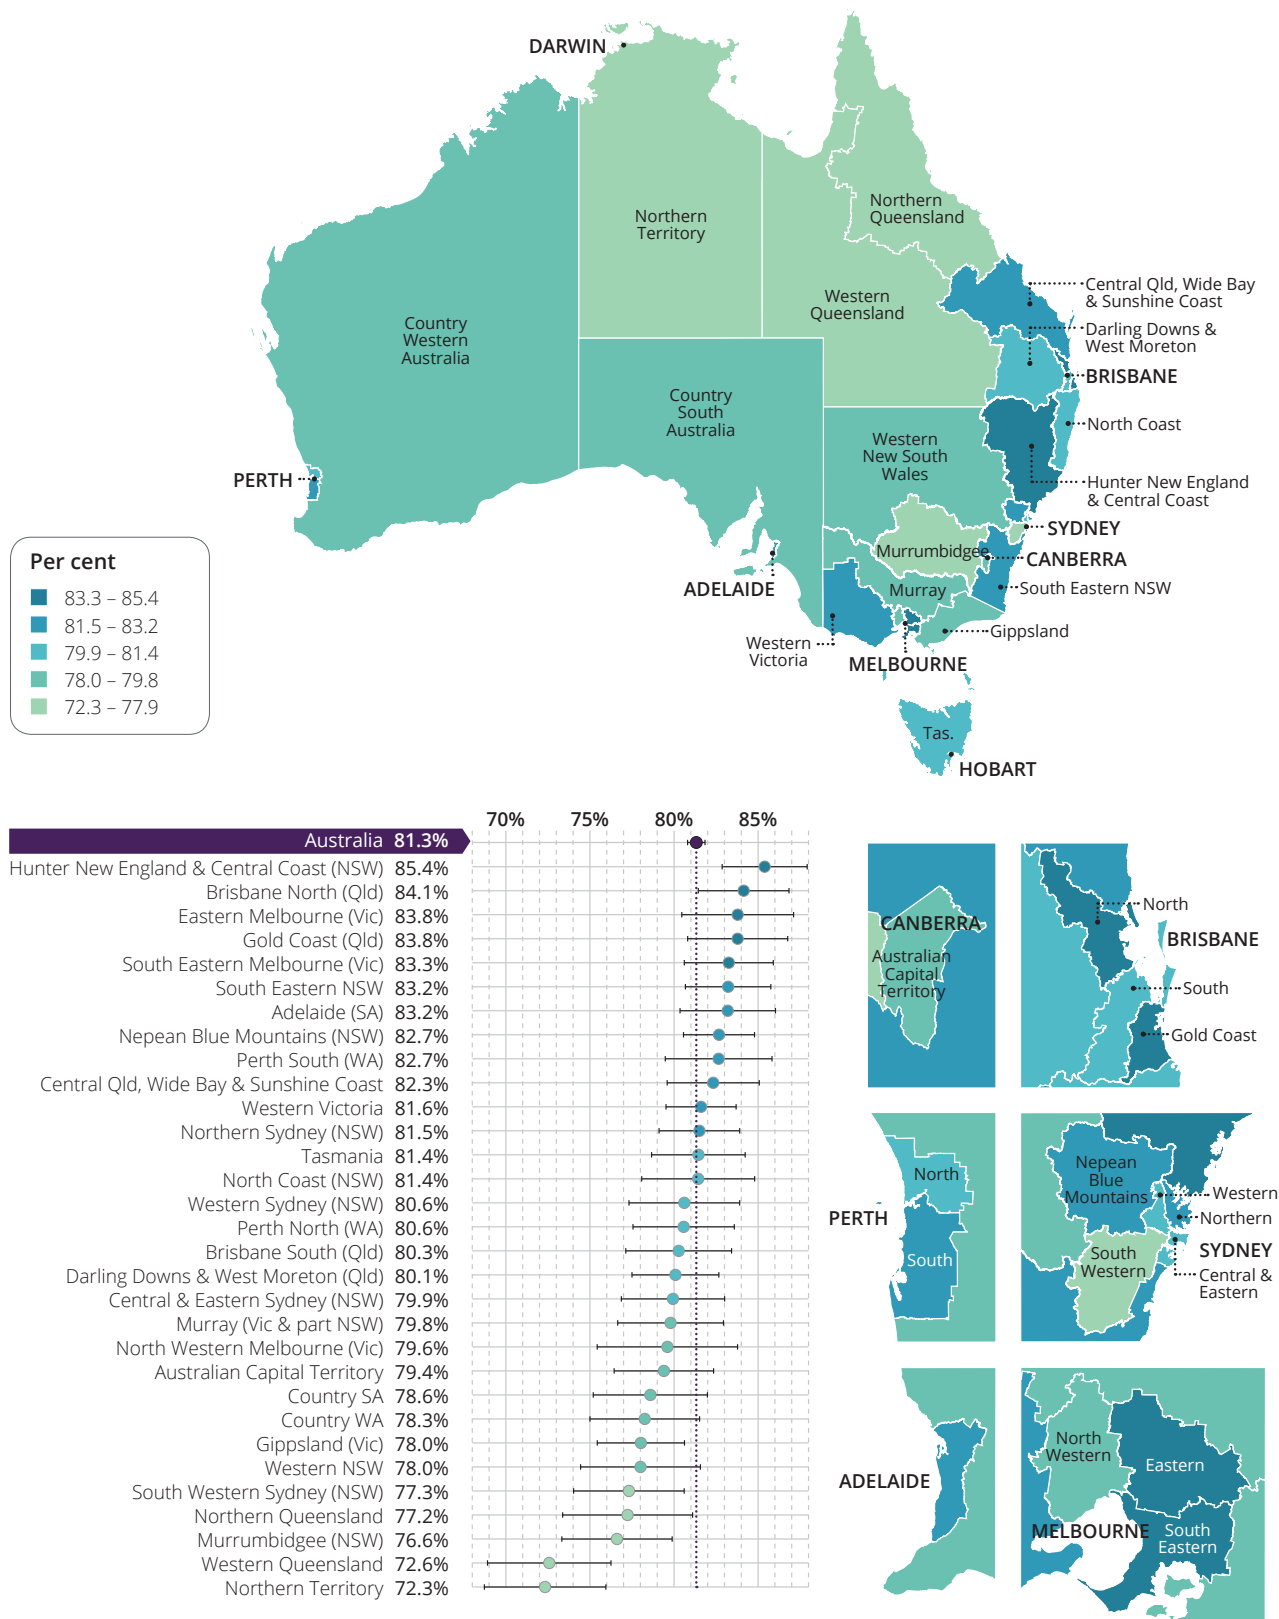 DARWIN
Northern
Queensland
Northern
Territory
Central Qld, Wide Bay
& Sunshine Coast
Western
Queensland
Country
Western
Australia
Darling Downs &
West Moreton
BRISBANE
Country
South
Australia
North Coast
Western
New South
Wales
PERTH
Hunter New England
& Central Coast
SYDNEY
Murrumbidgee
CANBERRA
ADELAIDE
Murray
South Eastern NSW
Gippsland
Western
Victoria
MELBOURNE
Tas.
HOBART
Per cent
83.3 – 85.4
81.5 – 83.2
79.9 – 81.4
78.0 – 79.8
72.3 – 77.9
70% 75% 80% 85%
Australia 81.3%
Hunter New England & Central Coast (NSW) 85.4%
Brisbane North (Qld) 84.1%
Eastern Melbourne (Vic) 83.8%
Gold Coast (Qld) 83.8%
South Eastern Melbourne (Vic) 83.3%
South Eastern NSW 83.2%
Adelaide (SA) 83.2%
Nepean Blue Mountains (NSW) 82.7%
Perth South (WA) 82.7%
Central Qld, Wide Bay & Sunshine Coast 82.3%
Western Victoria 81.6%
Northern Sydney (NSW) 81.5%
Tasmania 81.4%
North Coast (NSW) 81.4%
Western Sydney (NSW) 80.6%
Perth North (WA) 80.6%
Brisbane South (Qld) 80.3%
Darling Downs & West Moreton (Qld) 80.1%
Central & Eastern Sydney (NSW) 79.9%
Murray (Vic & part NSW) 79.8%
North Western Melbourne (Vic) 79.6%
Australian Capital Territory 79.4%
Country SA 78.6%
Country WA 78.3%
Gippsland (Vic) 78.0%
Western NSW 78.0%
South Western Sydney (NSW) 77.3%
Northern Queensland 77.2%
Murrumbidgee (NSW) 76.6%
Western Queensland 72.6%
Northern Territory 72.3%
CANBERRA
Australian
Capital
Territory
North
BRISBANE
South
Gold Coast
North
PERTH
South
Nepean
Blue
Mountains
Western
Northern
SYDNEY
South
Western
Central &
Eastern
ADELAIDE
North
Western
Eastern
MELBOURNE
South
Eastern